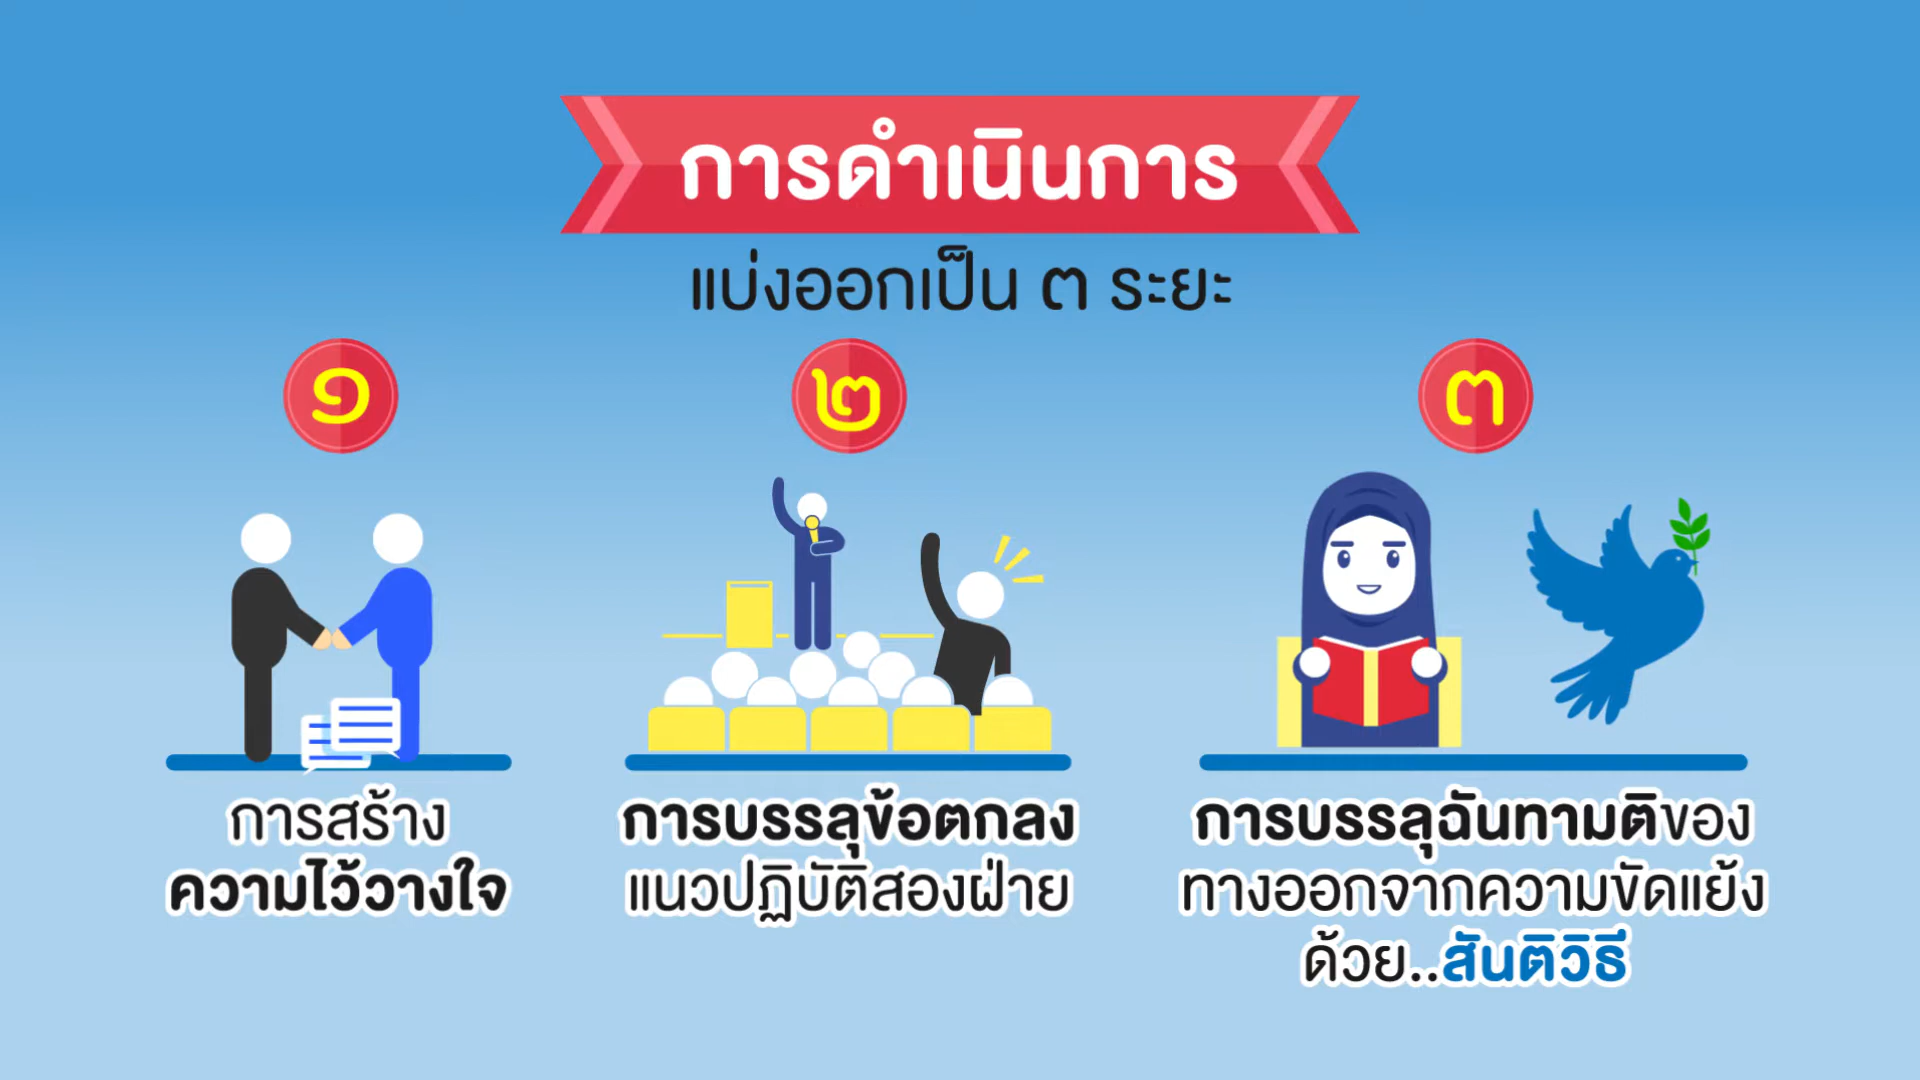 การดำเนินการ
แบ่งออกเป็น ๓ ระยะ
๑
การสร้าง
ความไว้วางใจ
๒
การบรรลุข้อตกลง
แนวปฏิบัติสองฝ่าย
๓
การบรรลุฉันทามติของ
ทางออกจากความขัดแย้ง
ด้วย..สันติวิธี